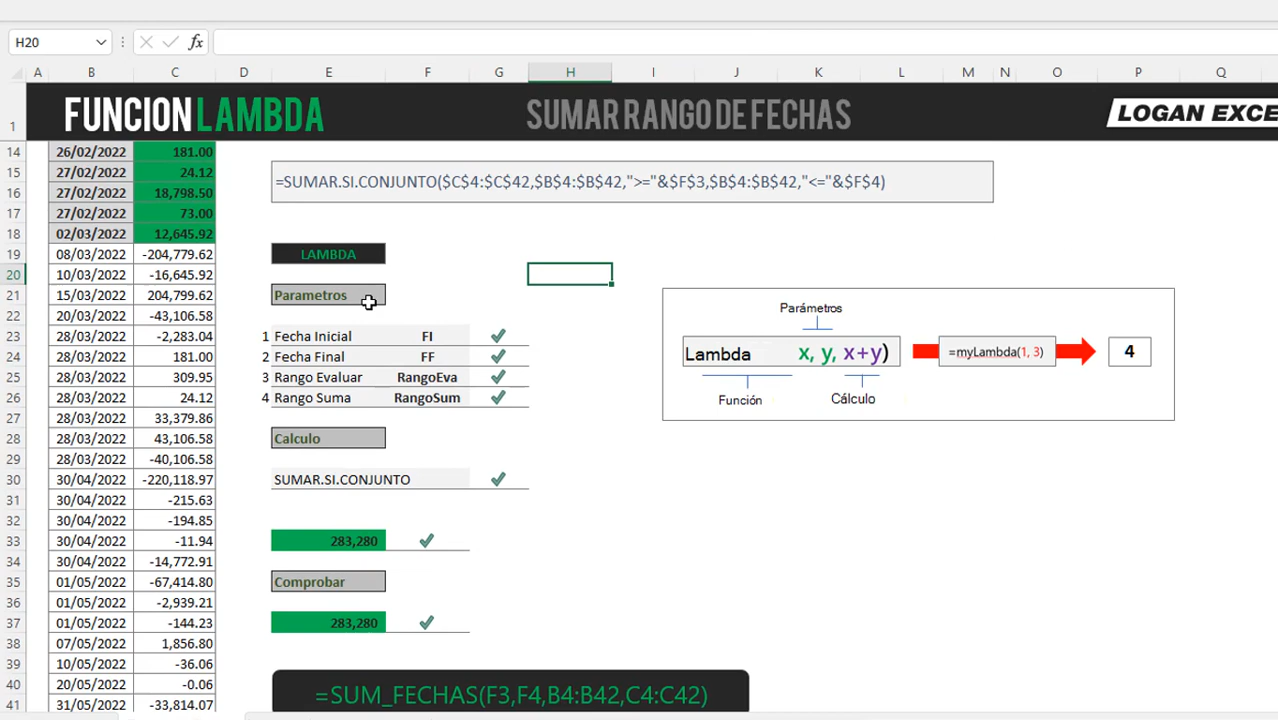 H20
fx
A B C D E F G H I J K L M N O P Q
1 FUNCION LAMBDA SUMAR RANGO DE FECHAS LOGAN EXCE
14 26/02/2022 181.00
15 27/02/2022 24.12 =SUMAR.SI.CONJUNTO($C$4:$C$42,$B$4:$B$42,">="&$F$3,$B$4:$B$42,"<="&$F$4)
16 27/02/2022 18,798.50
17 27/02/2022 73.00
18 02/03/2022 12,645.92
19 08/03/2022 -204,779.62 LAMBDA
20 10/03/2022 -16,645.92
21 15/03/2022 204,799.62 Parametros
22 20/03/2022 -43,106.58 Parámetros
23 28/03/2022 -2,283.04 1 Fecha Inicial FI
24 28/03/2022 181.00 2 Fecha Final FF Lambda x, y, x+y) =myLambda(1, 3) 4
25 28/03/2022 309.95 3 Rango Evaluar RangoEva
26 28/03/2022 24.12 4 Rango Suma RangoSum Función Cálculo
27 28/03/2022 33,379.86
28 28/03/2022 43,106.58 Calculo
29 28/03/2022 -40,106.58
30 30/04/2022 -220,118.97 SUMAR.SI.CONJUNTO
31 30/04/2022 -215.63
32 30/04/2022 -194.85
33 30/04/2022 -11.94 283,280
34 30/04/2022 -14,772.91
35 01/05/2022 -67,414.80 Comprobar
36 01/05/2022 -2,939.21
37 01/05/2022 -144.23 283,280
38 07/05/2022 1,856.80
39 10/05/2022 -36.06
40 20/05/2022 -0.06 =SUM_FECHAS(F3,F4,B4:B42,C4:C42)
41 31/05/2022 -33,814.07